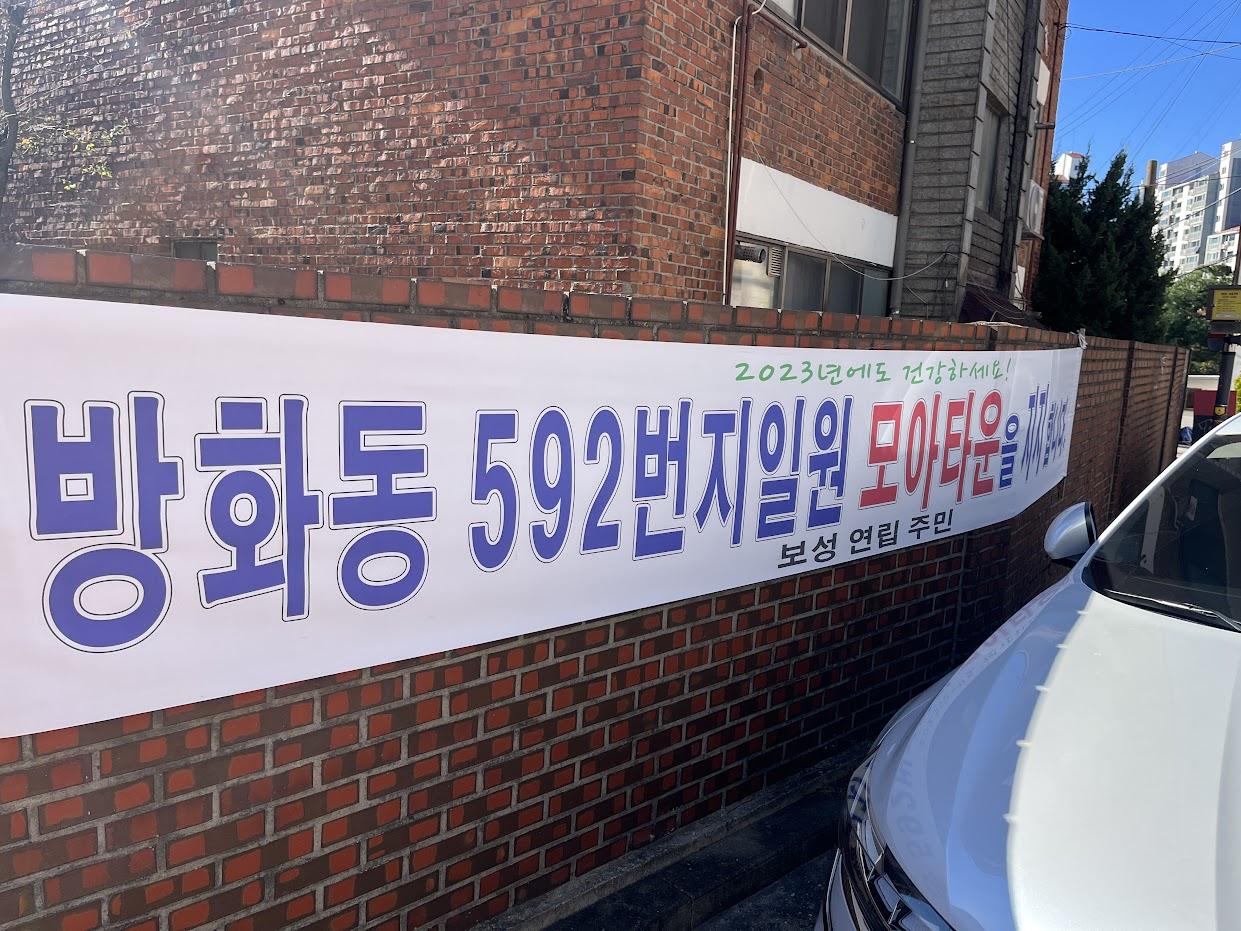 2023년에도 건강하세요!
방화동 592번지일원 모아타운을 지지합니다.
보성 연립 주민